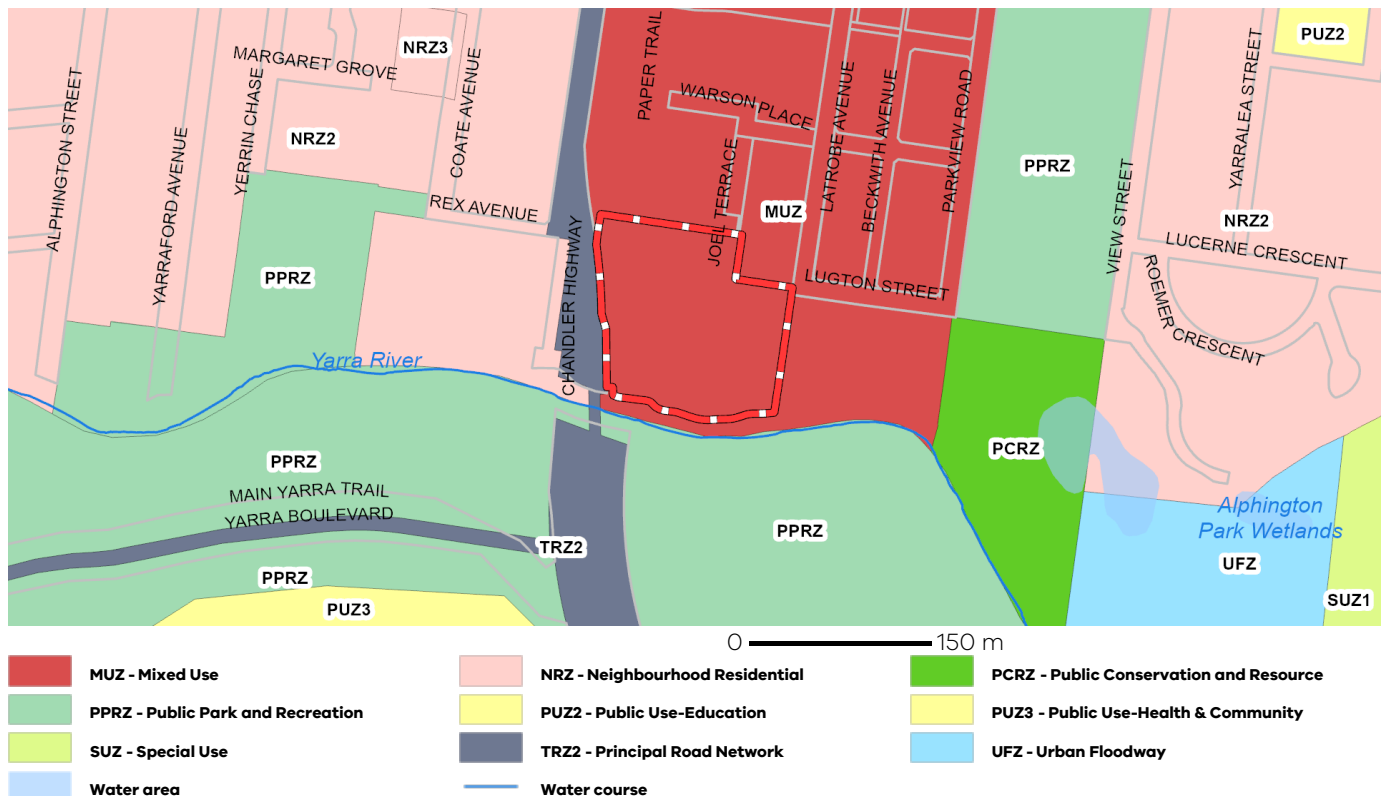 NRZ3
PUZ2
MARGARET GROVE
COATE AVENUE
PAPER TRAIL
ALPHINGTON STREET
YERRIN CHASE
YARRAFORD AVENUE
WARSON PLACE
LATROBE AVENUE
BECKWITH AVENUE
PARKVIEW ROAD
YARRALEA STREET
NRZ2
PPRZ
JOEL TERRACE
MUZ
VIEW STREET
NRZ2
REX AVENUE
LUCERNE CRESCENT
CHANDLER HIGHWAY
PPRZ
LUGTON STREET
ROEMER CRESCENT
Yarra River
PCRZ
PPRZ
MAIN YARRA TRAIL
YARRA BOULEVARD
Alphington
Park Wetlands
PPRZ
TRZ2
UFZ
PPRZ
PUZ3
SUZ1
0 150 m
MUZ - Mixed Use
NRZ - Neighbourhood Residential
PCRZ - Public Conservation and Resource
PPRZ - Public Park and Recreation
PUZ2 - Public Use-Education
PUZ3 - Public Use-Health & Community
SUZ - Special Use
TRZ2 - Principal Road Network
UFZ - Urban Floodway
Water area
Water course